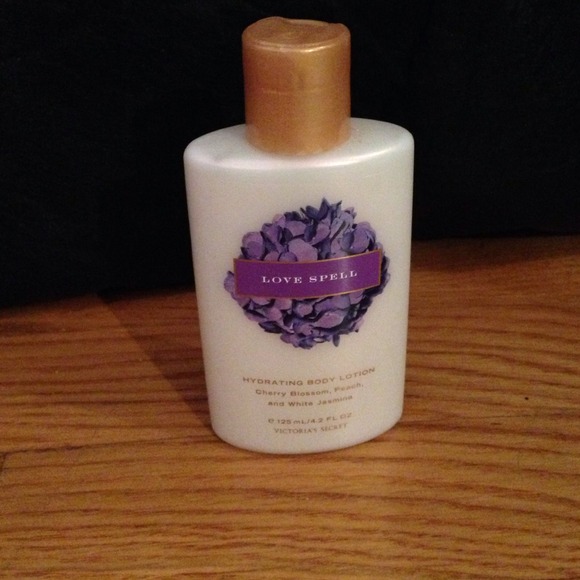 LOVE SPELL
HYDRATING BODY LOTION
Cherry Blossom, Peach,
and White Jasmine
℮ 125 mL/4.2 FL OZ
VICTORIA'S SECRET